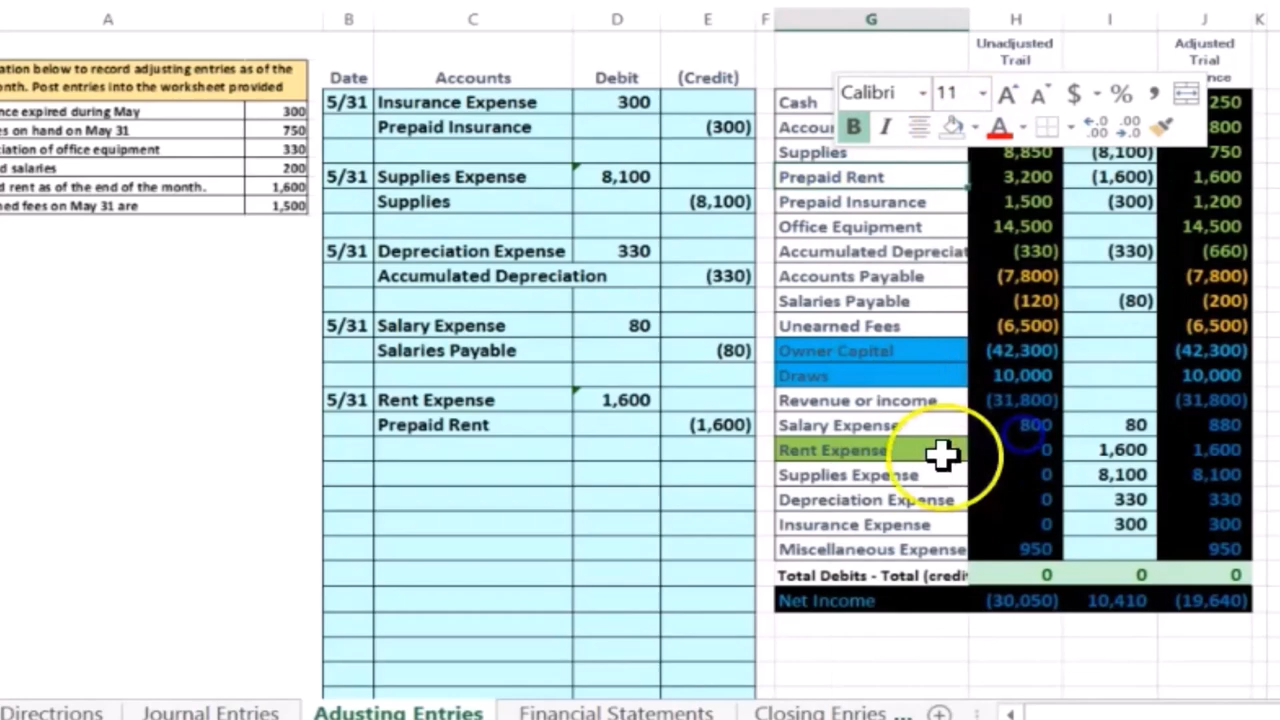 A B C D E F G H I J K
ation below to record adjusting entries as of the
onth. Post entries into the worksheet provided
nce expired during May 300
es on hand on May 31 750
iation of office equipment 330
d salaries 200
d rent as of the end of the month. 1,600
ned fees on May 31 are 1,500
Date Accounts Debit (Credit)
5/31 Insurance Expense 300
Prepaid Insurance (300)
5/31 Supplies Expense 8,100
Supplies (8,100)
5/31 Depreciation Expense 330
Accumulated Depreciation (330)
5/31 Salary Expense 80
Salaries Payable (80)
5/31 Rent Expense 1,600
Prepaid Rent (1,600)
Unadjusted
Trail
Adjusted
Trial
nce
Calibri 11 A A $ % ,
B I A .00 .00
Cash 250
Accou 800
Supplies 8,850 (8,100) 750
Prepaid Rent 3,200 (1,600) 1,600
Prepaid Insurance 1,500 (300) 1,200
Office Equipment 14,500 14,500
Accumulated Depreciat (330) (330) (660)
Accounts Payable (7,800) (7,800)
Salaries Payable (120) (80) (200)
Unearned Fees (6,500) (6,500)
Owner Capital (42,300) (42,300)
Draws 10,000 10,000
Revenue or income (31,800) (31,800)
Salary Expense 800 80 880
Rent Expense 0 1,600 1,600
Supplies Expense 0 8,100 8,100
Depreciation Expense 0 330 330
Insurance Expense 0 300 300
Miscellaneous Expense 950 950
Total Debits - Total (credi 0 0 0
Net Income (30,050) 10,410 (19,640)
Directions Journal Entries Adjusting Entries Financial Statements Closing Enries ...